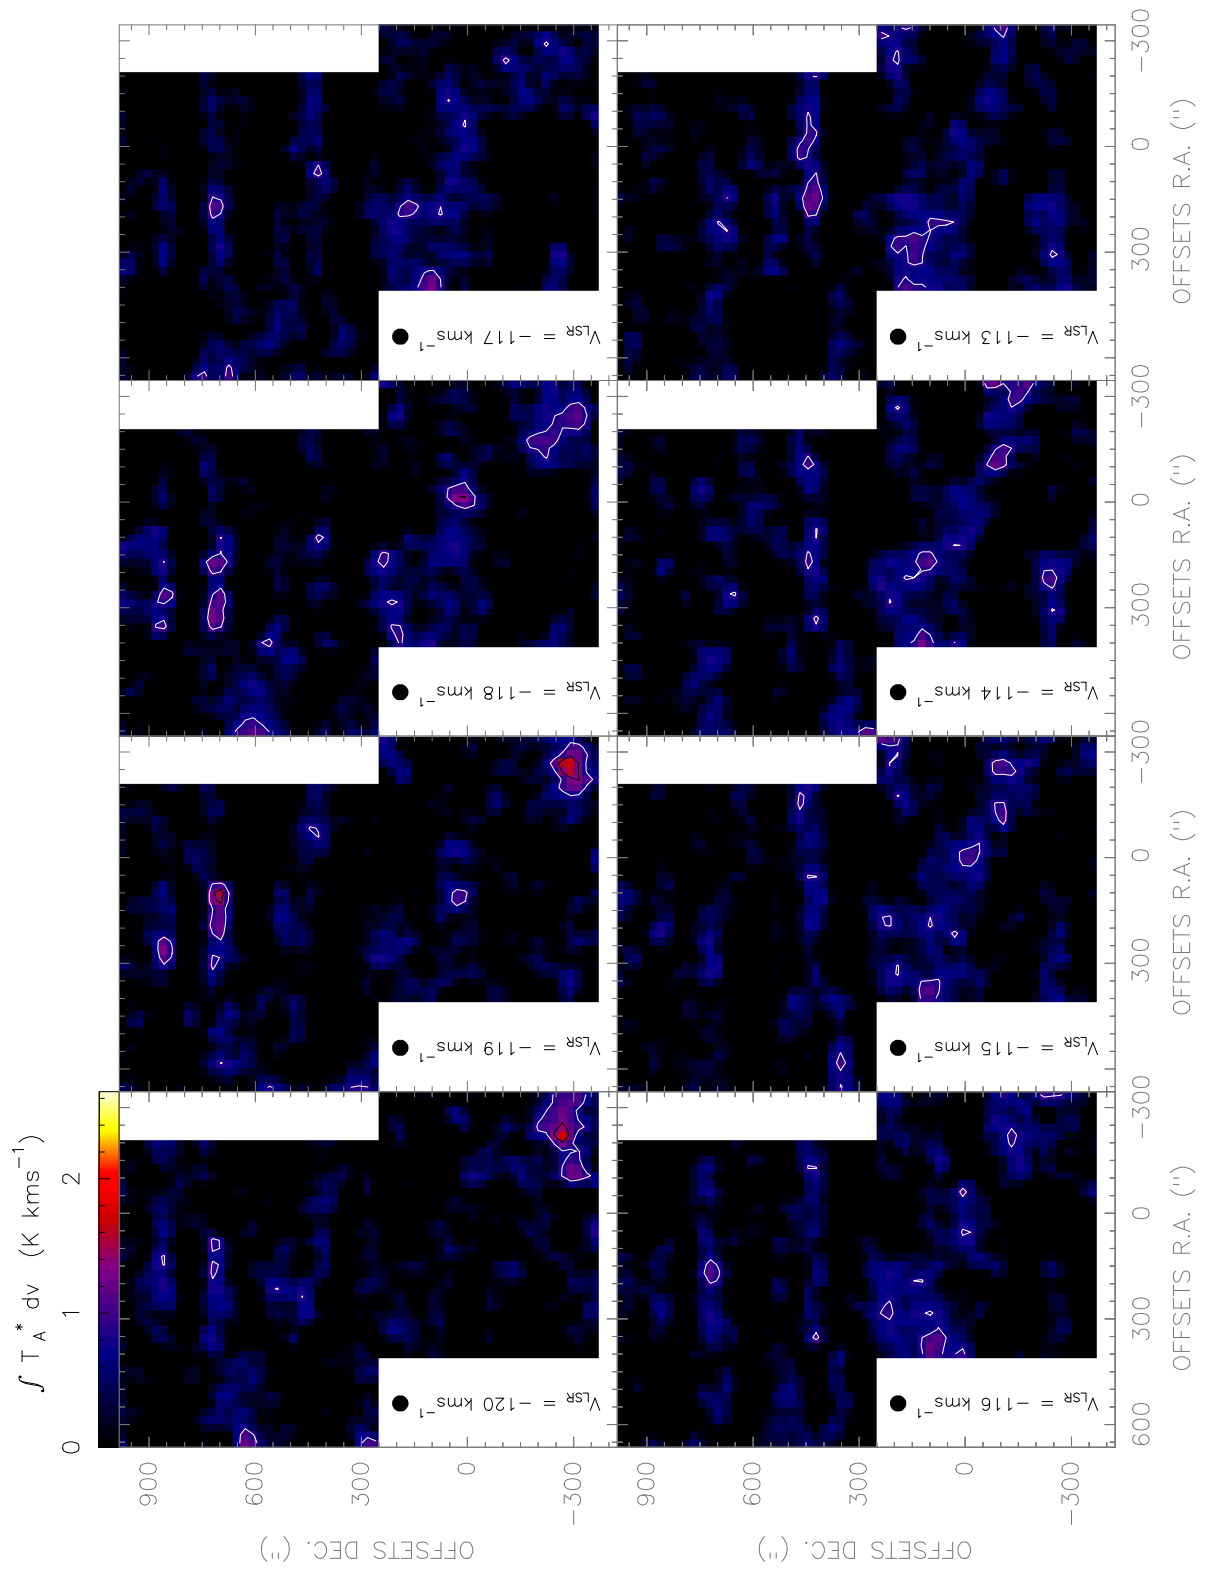 ∫ T_A^* dv (K kms^−1)
0 1 2
V_LSR = −120 kms^−1
V_LSR = −119 kms^−1
V_LSR = −118 kms^−1
V_LSR = −117 kms^−1
V_LSR = −116 kms^−1
V_LSR = −115 kms^−1
V_LSR = −114 kms^−1
V_LSR = −113 kms^−1
900 600 300 0 −300
OFFSETS DEC. (")
900 600 300 0 −300
OFFSETS DEC. (")
600 300 0 −300
OFFSETS R.A. (")
300 0 −300
OFFSETS R.A. (")
300 0 −300
OFFSETS R.A. (")
300 0 −300
OFFSETS R.A. (")